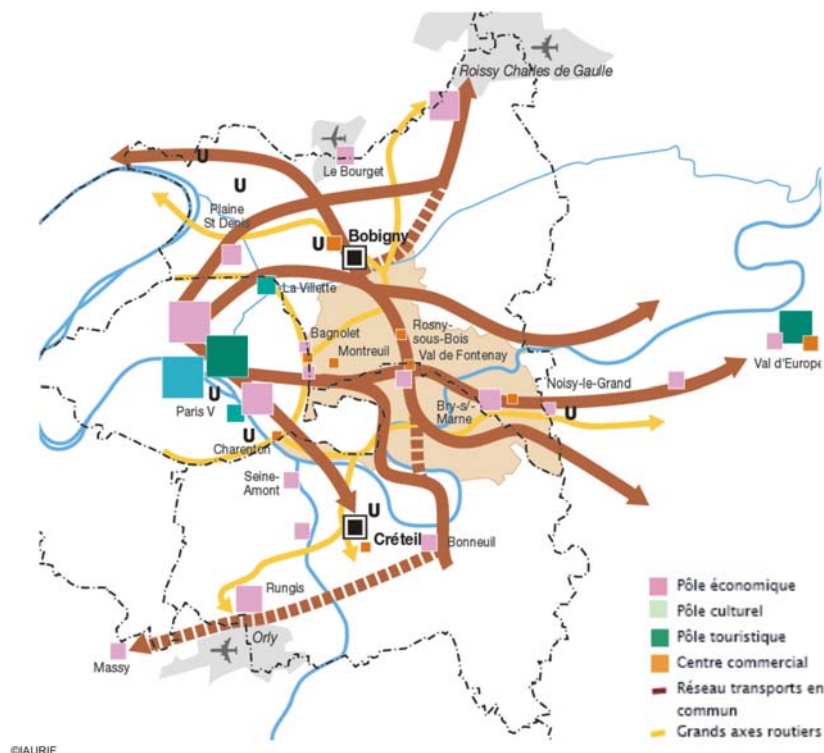 Roissy Charles de Gaulle
U
Le Bourget
U
Plaine
St Denis
U
Bobigny
La Villette
Bagnolet
Rosny-
sous-Bois
Montreuil
Val de Fontenay
Val d'Europe
Noisy-le-Grand
U
Paris V
Bry-s/-
Marne
U
U
Charenton
Seine-
Amont
U
Créteil
Bonneuil
Rungis
Orly
Massy
Pôle économique
Pôle culturel
Pôle touristique
Centre commercial
Réseau transports en
commun
Grands axes routiers
©IAURIF